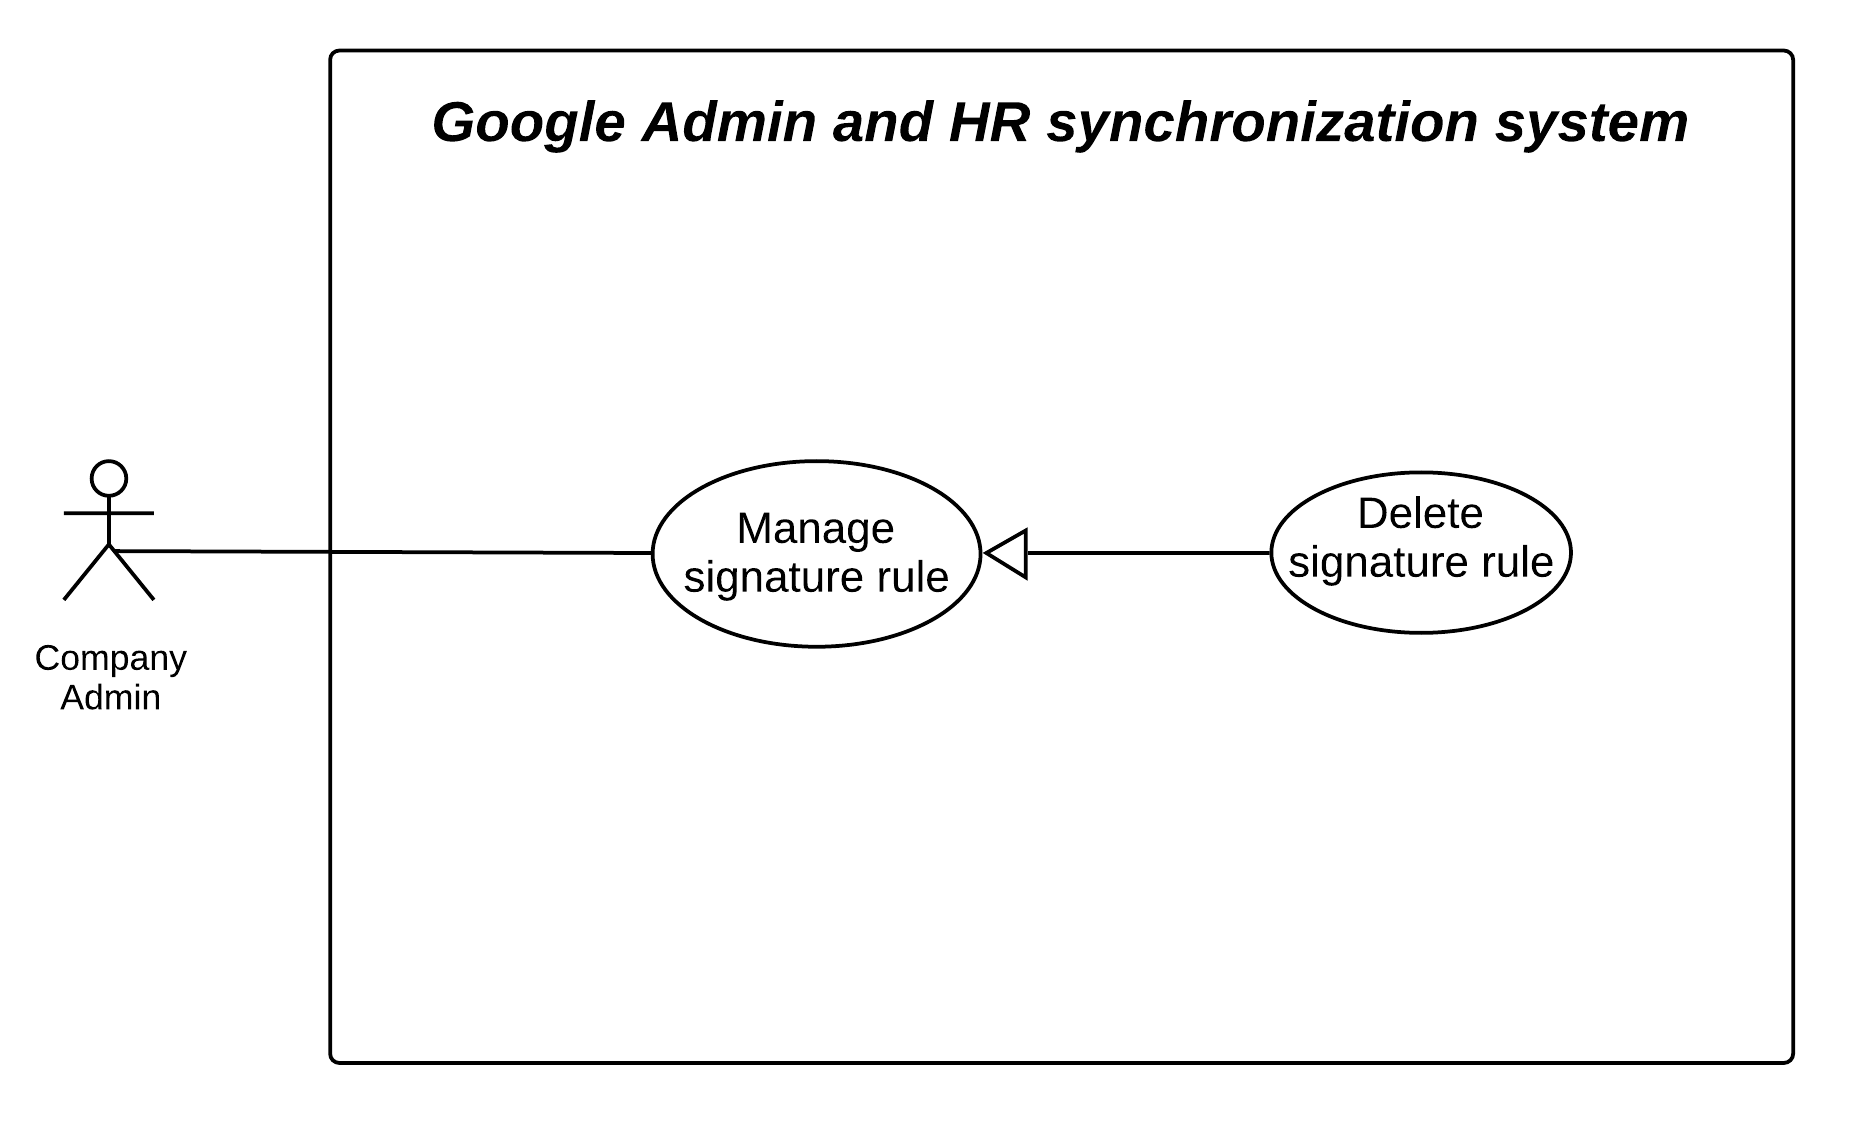 Google Admin and HR synchronization system
Manage
signature rule
Delete
signature rule
Company
Admin